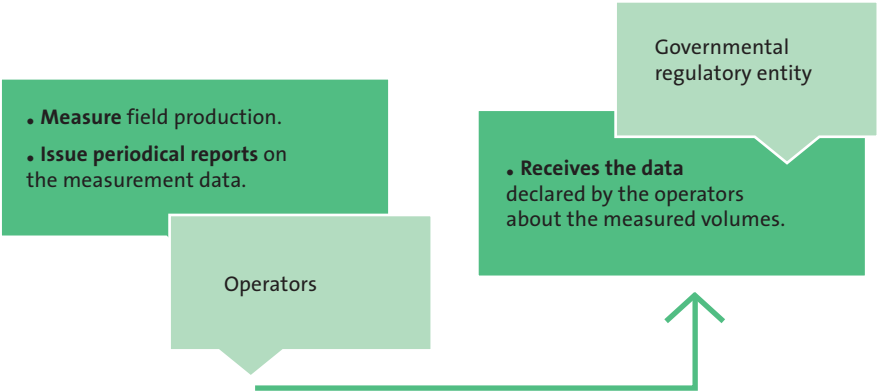 • Measure field production.
• Issue periodical reports on
the measurement data.
Operators
Governmental
regulatory entity
• Receives the data
declared by the operators
about the measured volumes.